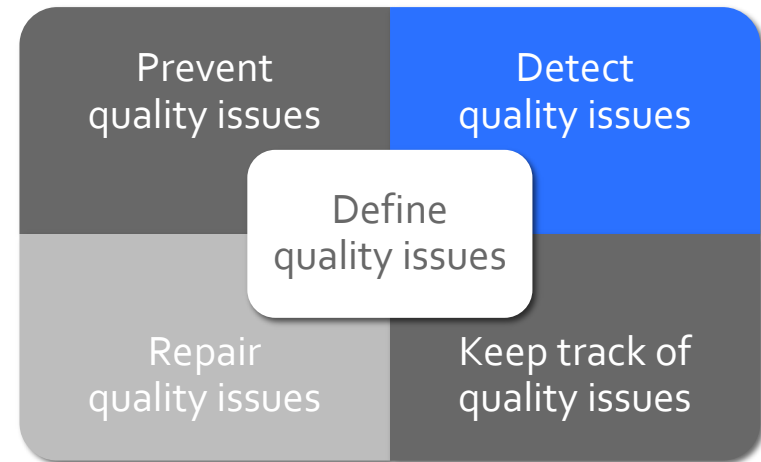 Prevent
quality issues
Detect
quality issues
Define
quality issues
Repair
quality issues
Keep track of
quality issues